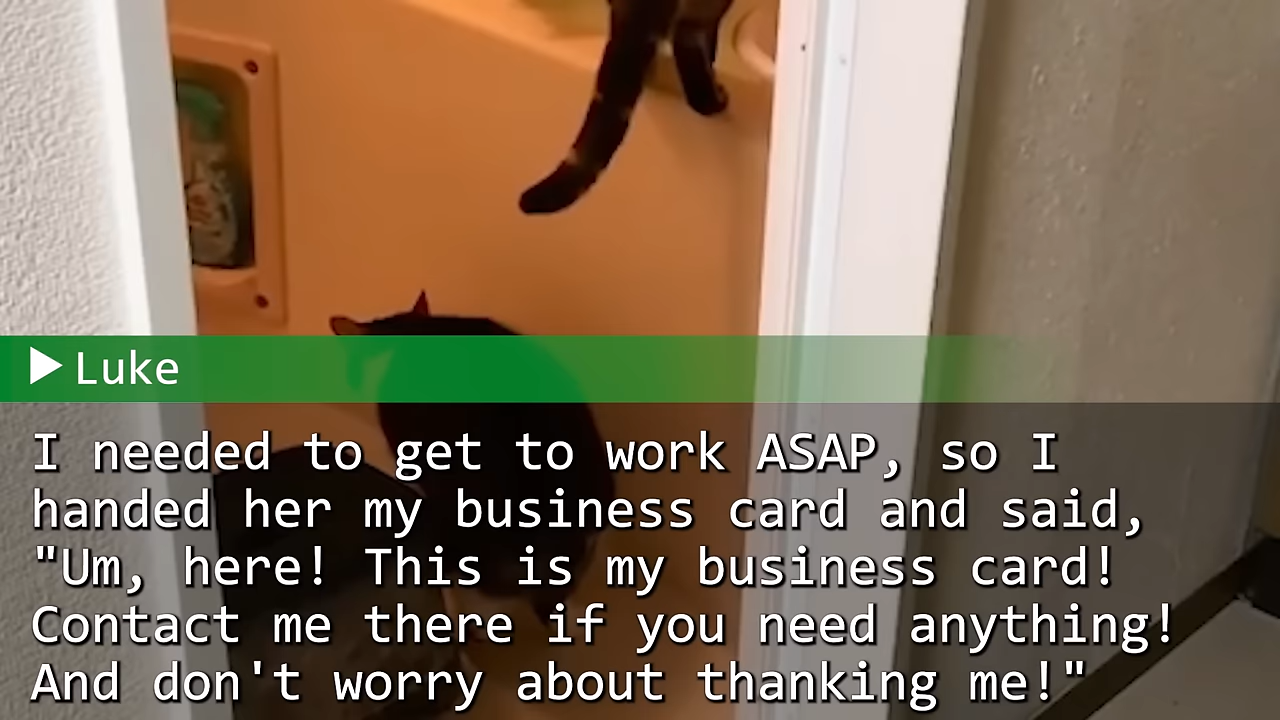 Luke
I needed to get to work ASAP, so I
handed her my business card and said,
"Um, here! This is my business card!
Contact me there if you need anything!
And don't worry about thanking me!"